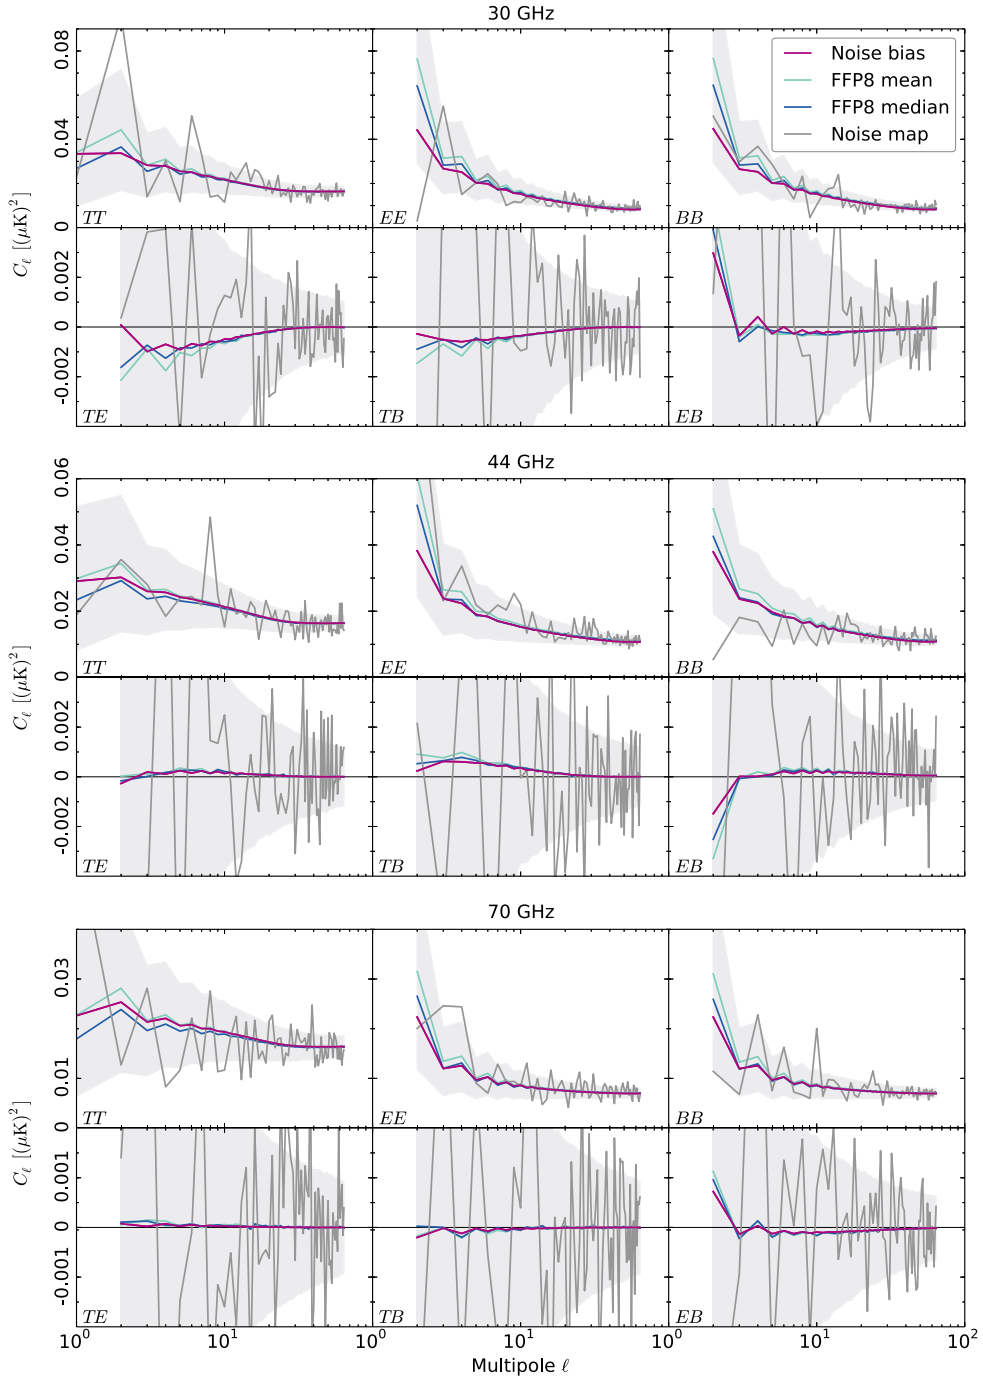 30 GHz
0.08
0.04
0
TT
EE
BB
Noise bias
FFP8 mean
FFP8 median
Noise map
C_ℓ [(μK)²]
0.002
0
-0.002
TE
TB
EB
44 GHz
0.06
0.04
0.02
0
TT
EE
BB
C_ℓ [(μK)²]
0.002
0
-0.002
TE
TB
EB
70 GHz
0.03
0.01
0
TT
EE
BB
C_ℓ [(μK)²]
0.001
0
-0.001
TE
TB
EB
10⁰ 10¹ 10⁰ 10¹ 10⁰ 10¹ 10²
Multipole ℓ